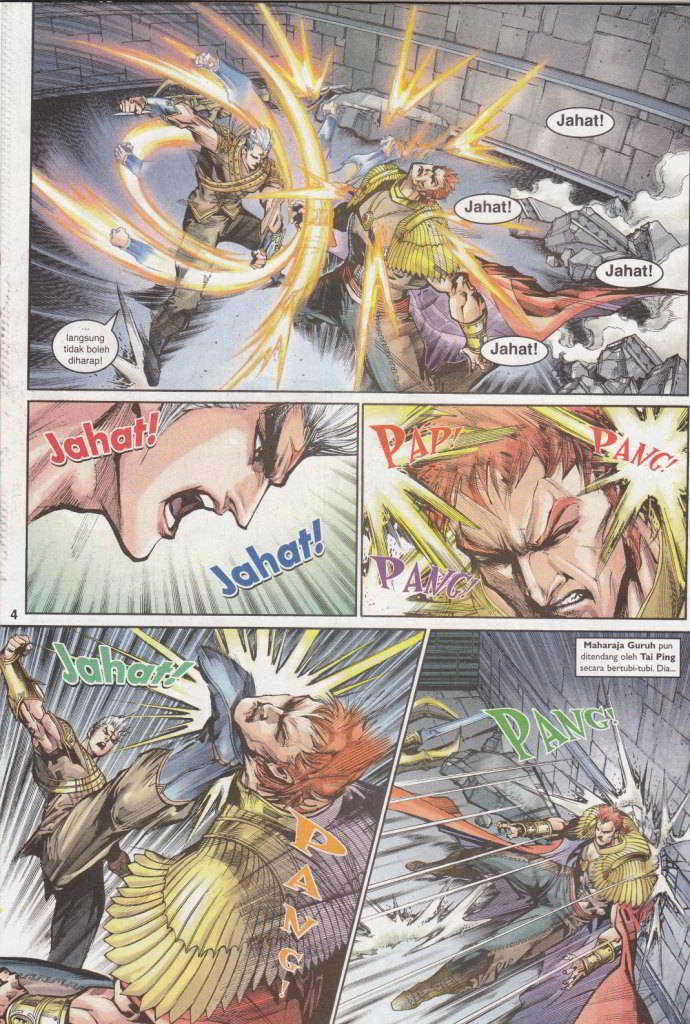 ...
langsung
tidak boleh
diharap!
Jahat!
Jahat!
Jahat!
Jahat!
Jahat!
Jahat!
PAP!
PANG!
PANG!
4
Jahat!
PANG!
Maharaja Guruh pun
ditendang oleh Tai Ping
secara bertubi-tubi. Dia...
PANG!